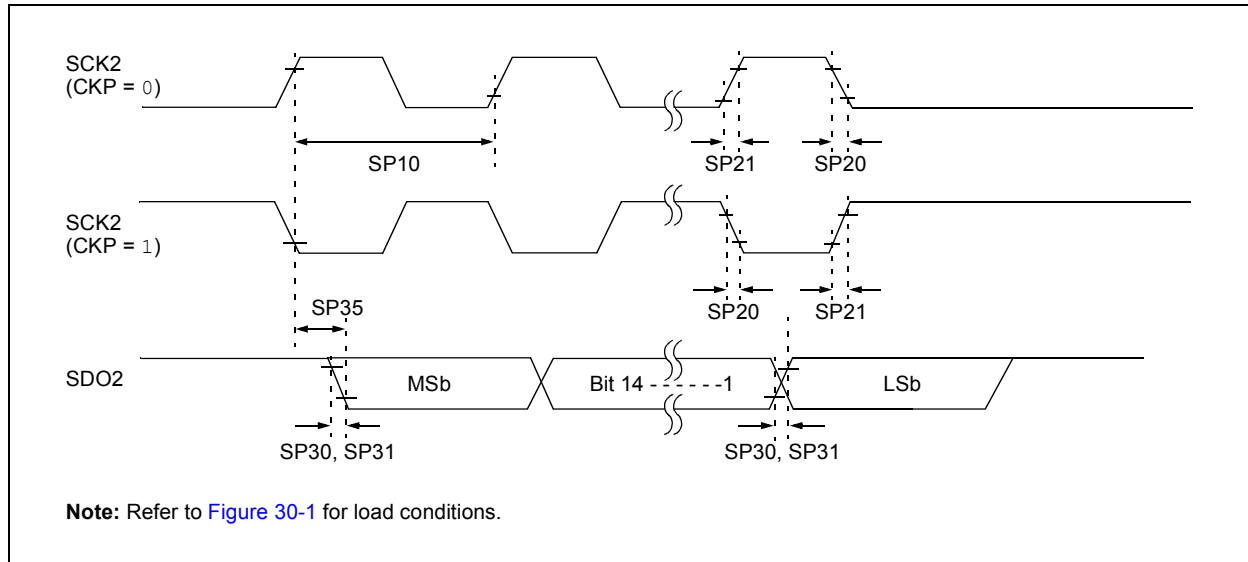 SCK2
(CKP = 0)
SP10
SP21
SP20
SCK2
(CKP = 1)
SP35
SP20
SP21
SDO2
MSb
Bit 14 - - - - - -1
LSb
SP30, SP31
SP30, SP31
Note: Refer to Figure 30-1 for load conditions.